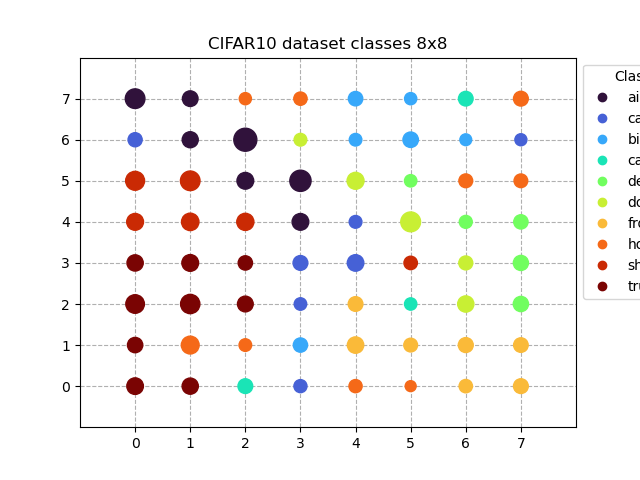 CIFAR10 dataset classes 8x8
Clas
7
6
5
4
3
2
1
0
ai
ca
bi
ca
de
do
fro
ho
sh
tru
0 1 2 3 4 5 6 7